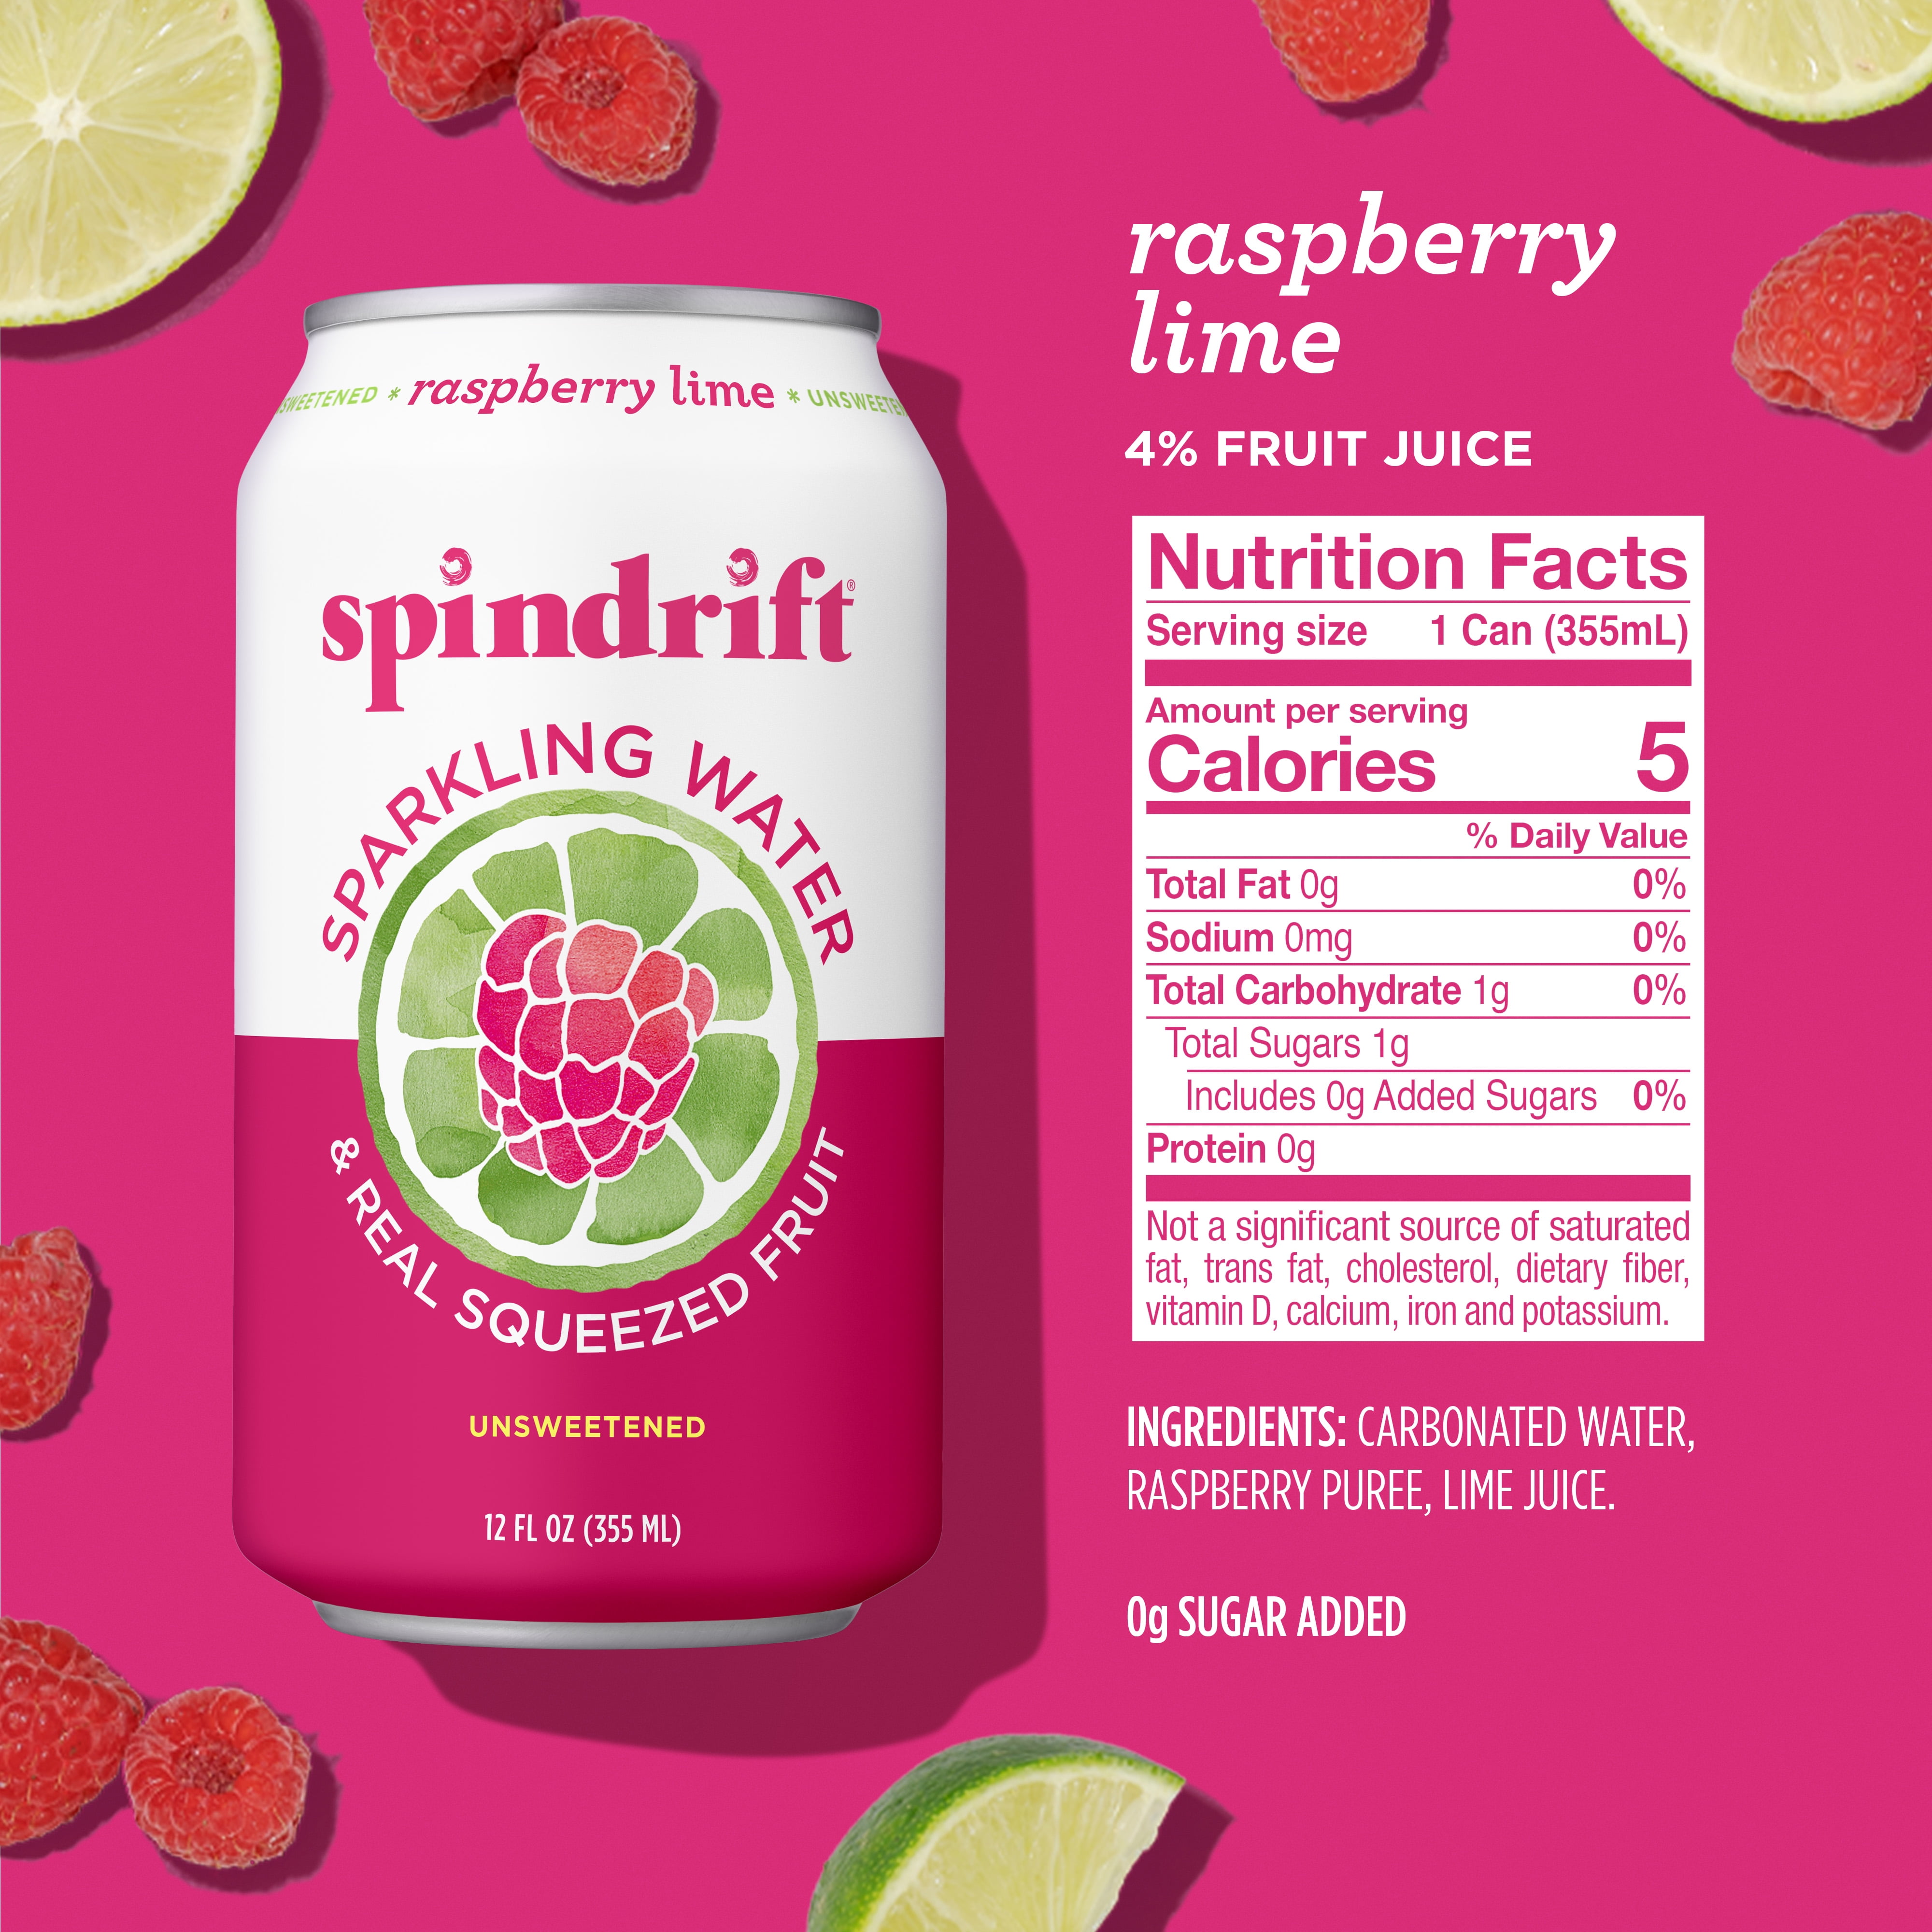 SWEETENED * raspberry lime * UNSWEETE
spindrift®
SPARKLING WATER
& REAL SQUEEZED FRUIT
UNSWEETENED
12 FL OZ (355 ML)
raspberry
lime
4% FRUIT JUICE
Nutrition Facts
Serving size 1 Can (355mL)
Amount per serving
Calories 5
% Daily Value
Total Fat 0g 0%
Sodium 0mg 0%
Total Carbohydrate 1g 0%
Total Sugars 1g
Includes 0g Added Sugars 0%
Protein 0g
Not a significant source of saturated
fat, trans fat, cholesterol, dietary fiber,
vitamin D, calcium, iron and potassium.
INGREDIENTS: CARBONATED WATER,
RASPBERRY PUREE, LIME JUICE.
0g SUGAR ADDED